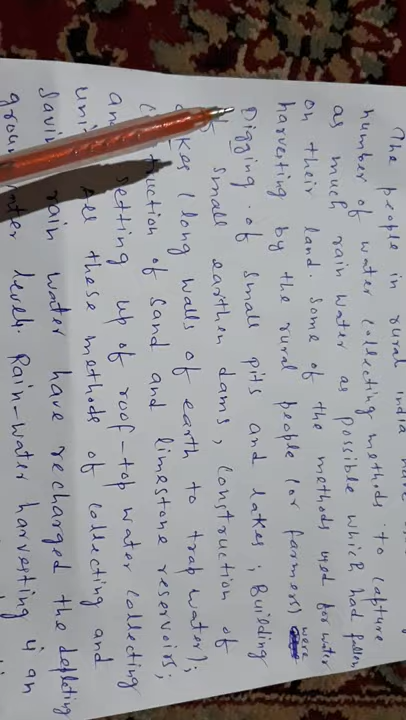 The people in rural india have
number of water collecting methods to capture
as much rain water as possible which had fallen
on their land. Some of the methods used for water
harvesting by the rural people (or farmers) were
Digging of small pits and lakes; Building
small earthen dams, construction of
(long walls of earth to trap water);
of sand and limestone reservoirs;
setting up of roof-top water collecting
All these methods of collecting and
rain water have recharged the depleting
level. Rain-water harvesting is an